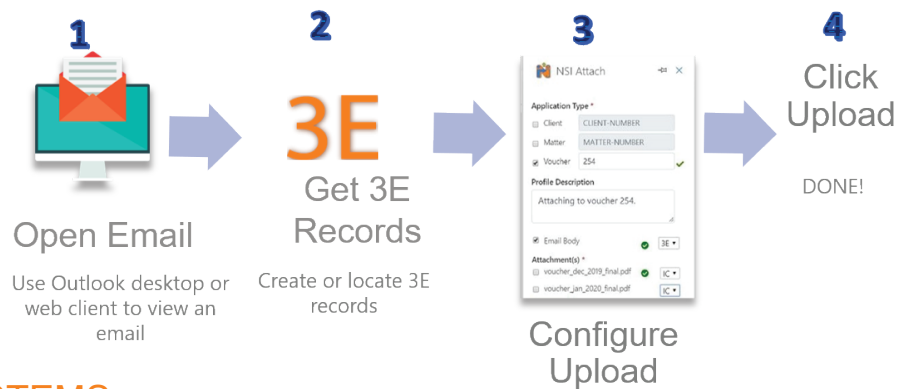 1
2
3
4
3E
NSI Attach
Application Type *
Client CLIENT-NUMBER
Matter MATTER-NUMBER
Voucher 254
Profile Description
Attaching to voucher 254.
Email Body 3E
Attachment(s) *
voucher_dec_2019_final.pdf IC
voucher_jan_2020_final.pdf IC
Open Email
Use Outlook desktop or
web client to view an
email
Get 3E
Records
Create or locate 3E
records
Configure
Upload
Click
Upload
DONE!